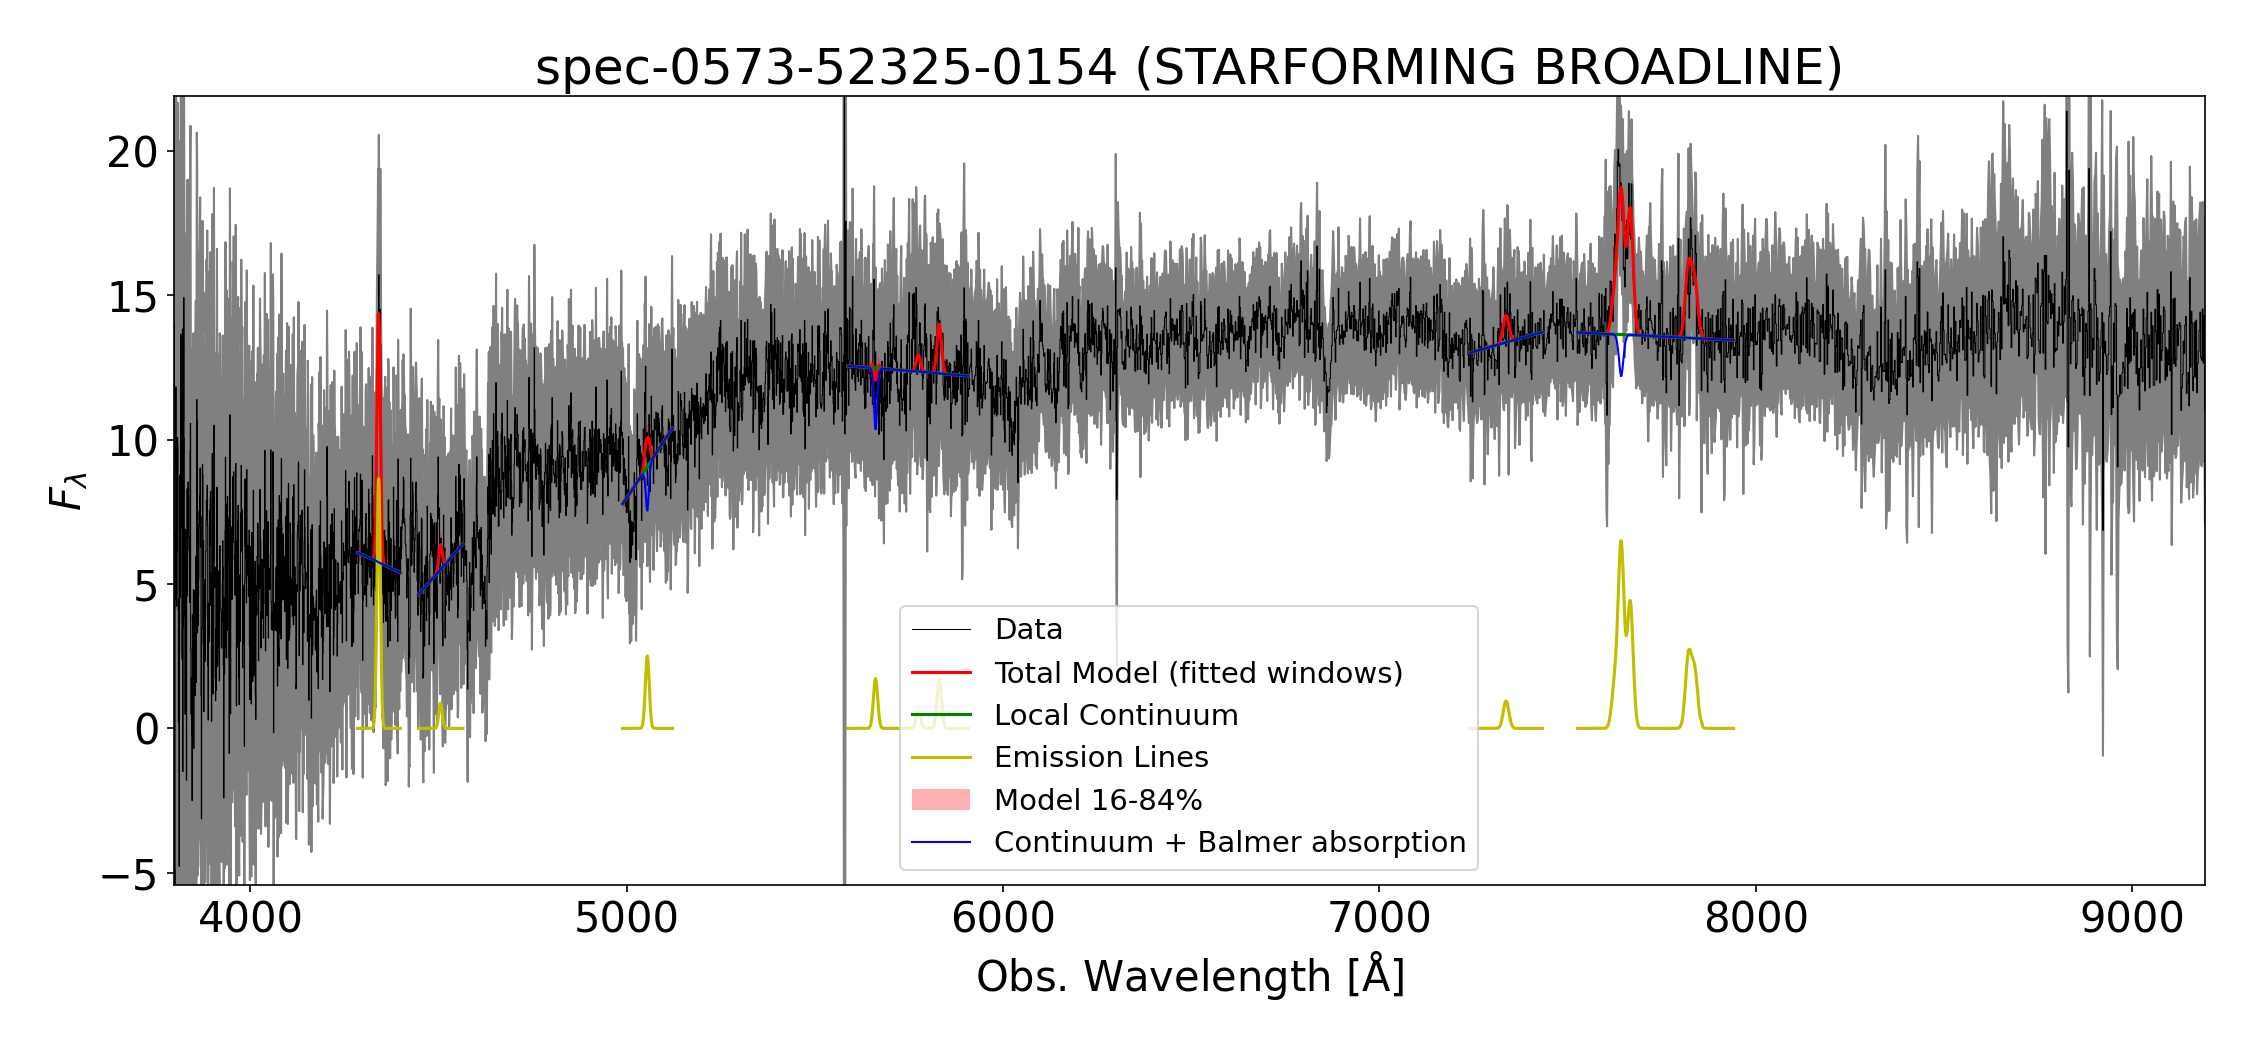 spec-0573-52325-0154 (STARFORMING BROADLINE)
20
15
10
5
0
−5
F_λ
Data
Total Model (fitted windows)
Local Continuum
Emission Lines
Model 16-84%
Continuum + Balmer absorption
4000 5000 6000 7000 8000 9000
Obs. Wavelength [Å]